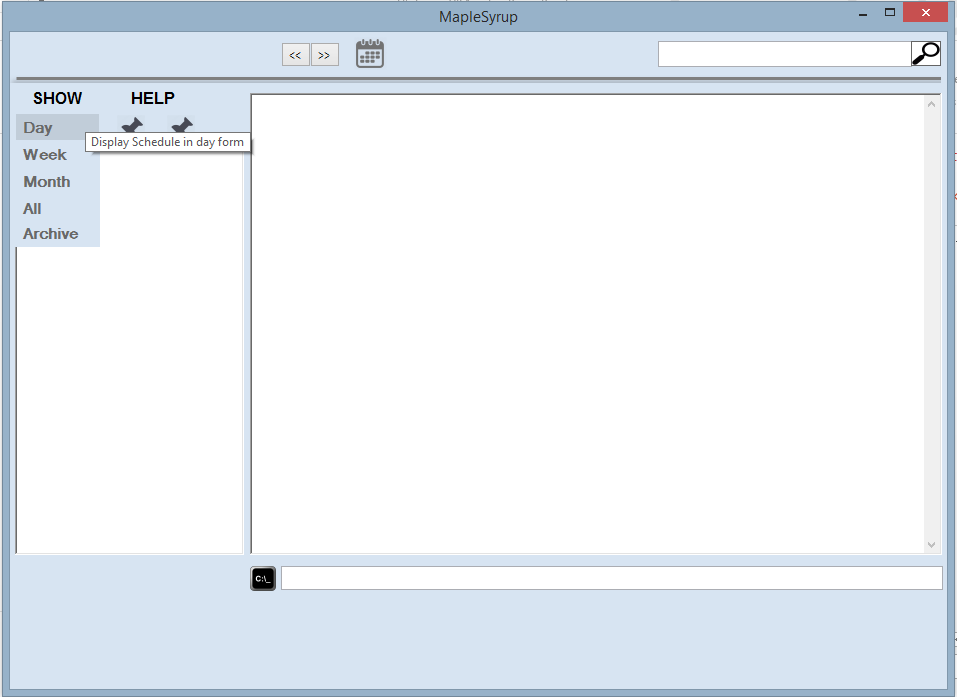 MapleSyrup
<< >>
SHOW HELP
Day
Display Schedule in day form
Week
Month
All
Archive
C:\_